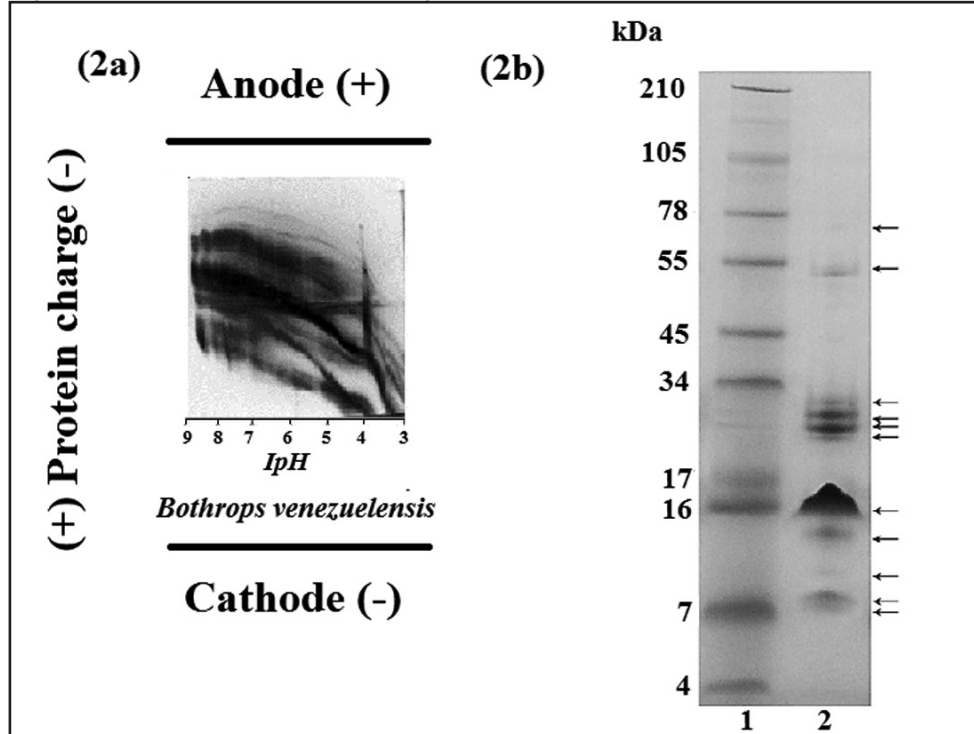 (2a)
Anode (+)
(+) Protein charge (-)
9 8 7 6 5 4 3
IpH
Bothrops venezuelensis
Cathode (-)
(2b)
kDa
210
105
78
55
45
34
17
16
7
4
1 2